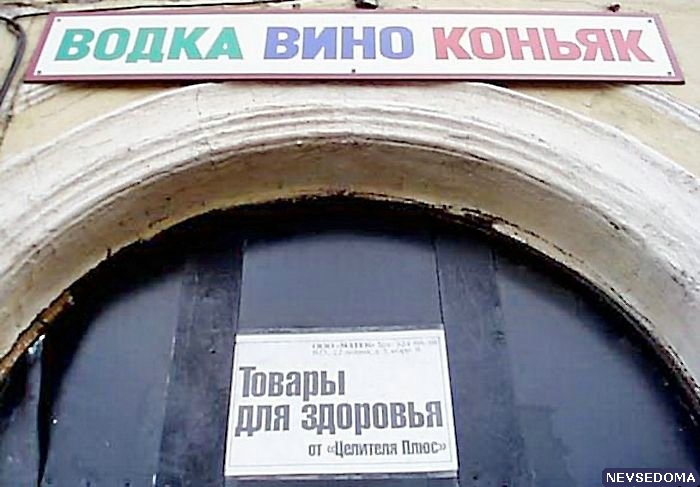 ВОДКА ВИНО КОНЬЯК
Товары
для здоровья
от «Целителя Плюс»
NEVSEDOMA